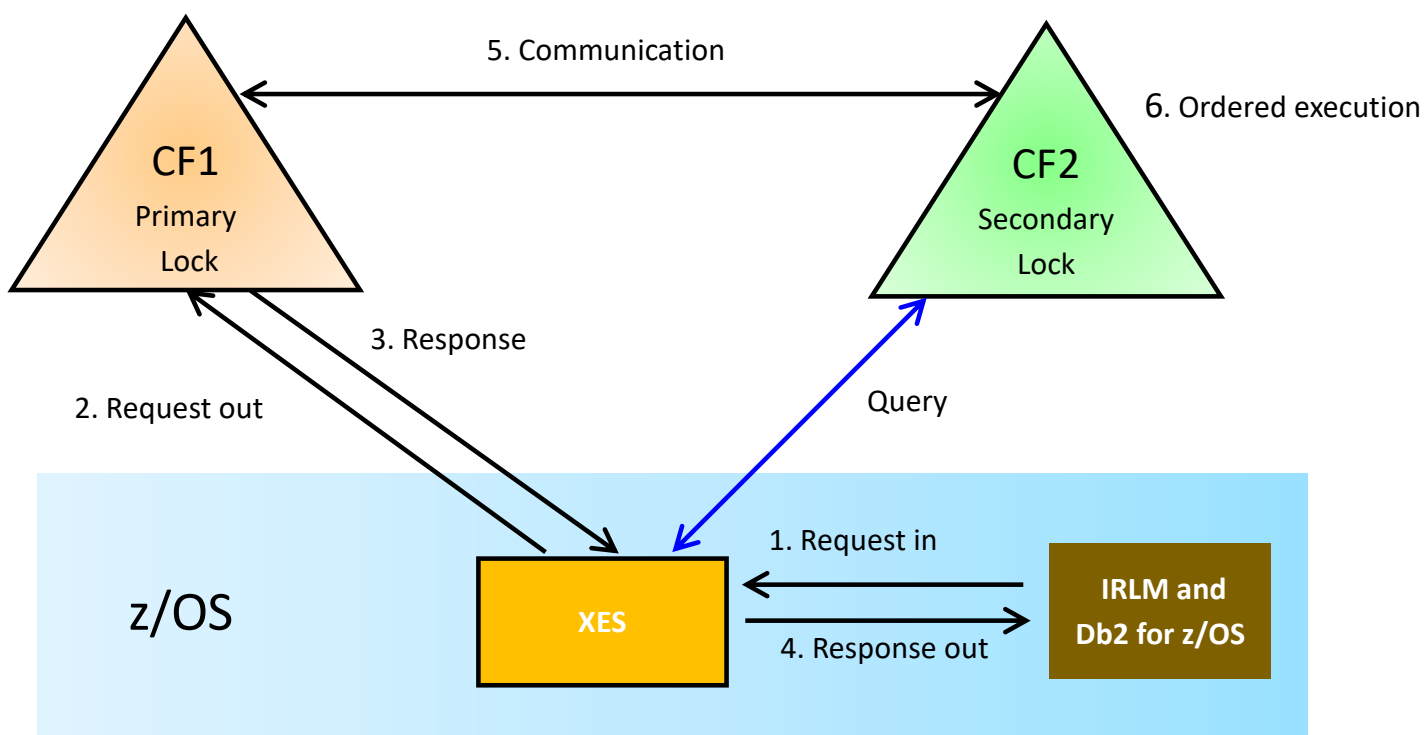 5. Communication
6. Ordered execution
CF1
Primary
Lock
CF2
Secondary
Lock
3. Response
2. Request out
Query
1. Request in
z/OS
XES
IRLM and
Db2 for z/OS
4. Response out